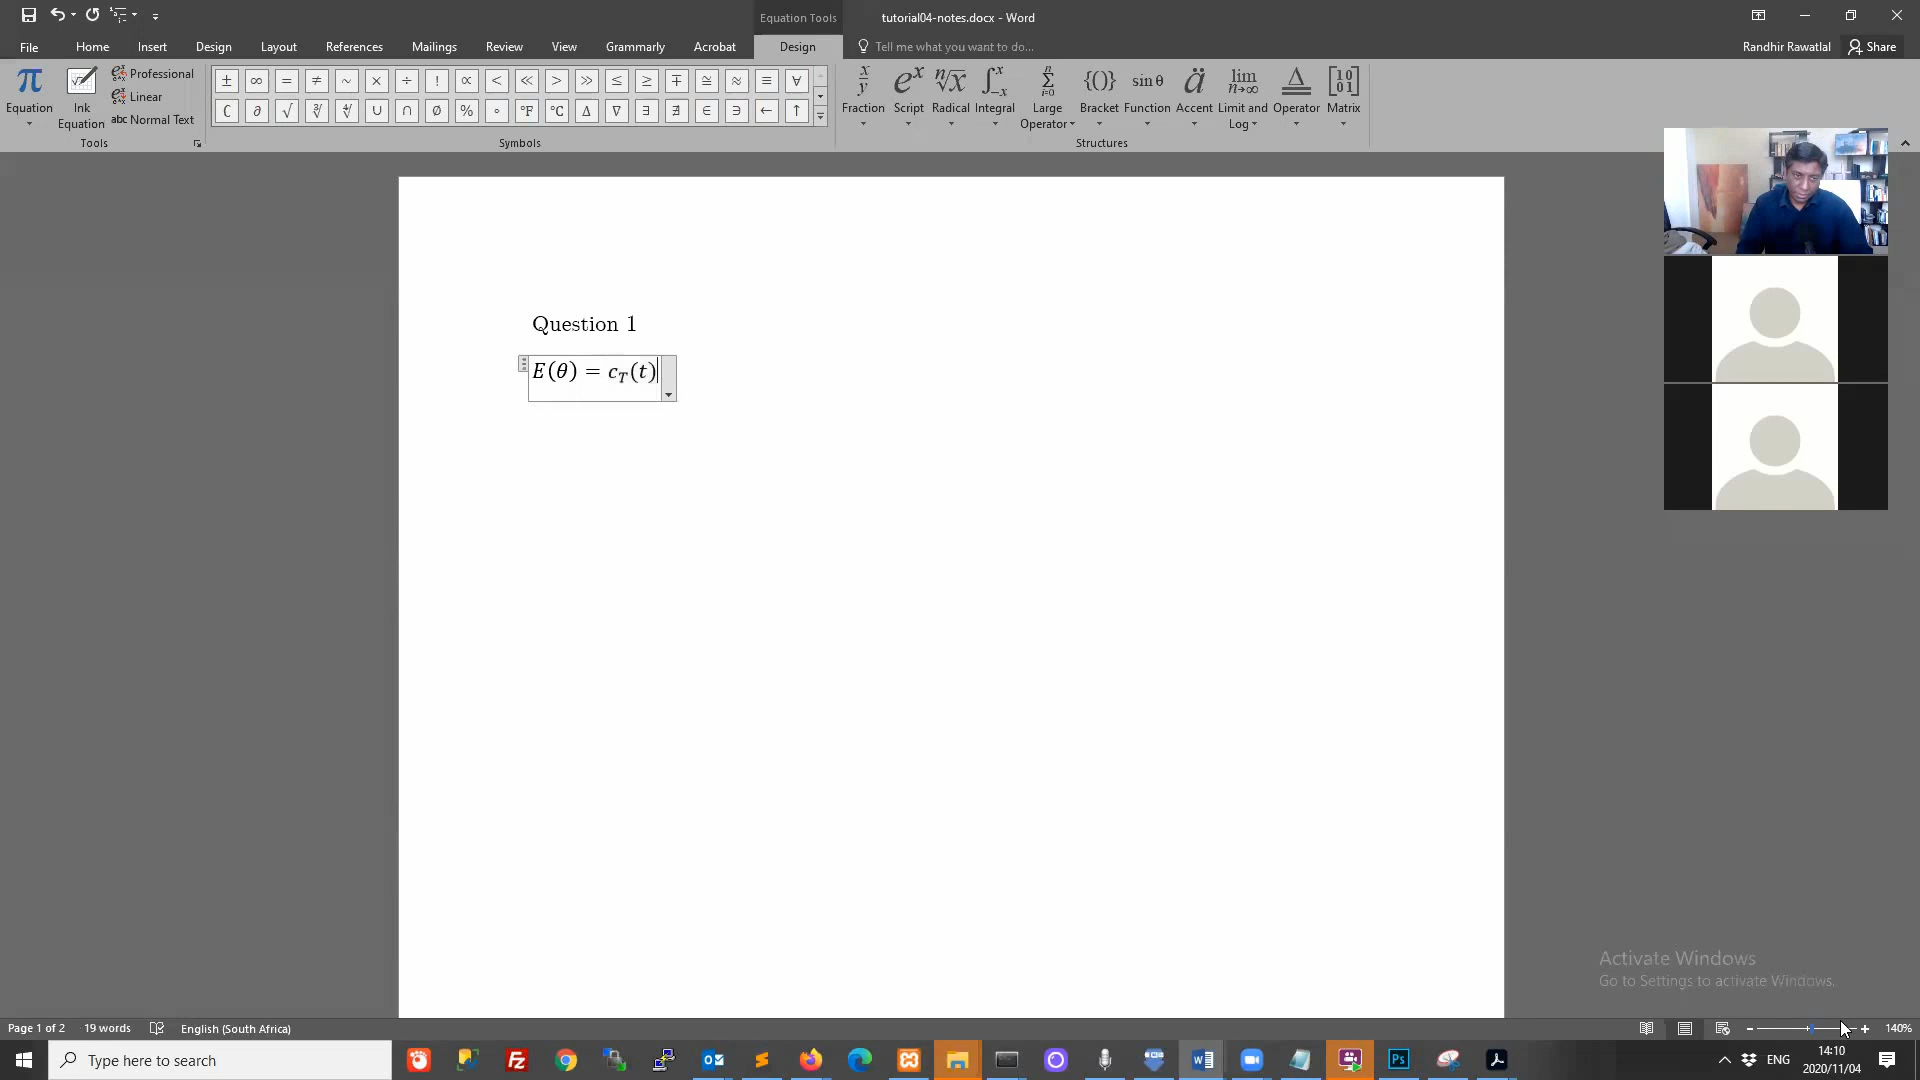 Equation Tools
tutorial04-notes.docx - Word
File Home Insert Design Layout References Mailings Review View Grammarly Acrobat Design Tell me what you want to do...
Randhir Rawatlal Share
Equation
Ink Equation
Professional
Linear
abc Normal Text
Tools
± ∞ = ≠ ~ × ÷ ! ∝ < ≪ > ≫ ≤ ≥ ∓ ≅ ≈ ≡ ∀
∁ ∂ √ ∛ ∜ ∪ ∩ ∅ % ° °F °C ∆ ∇ ∃ ∄ ∈ ∋ ← ↑
Symbols
Fraction Script Radical Integral Large Operator Bracket Function Accent Limit and Log Operator Matrix
Structures
Question 1
E(θ) = c_T(t)
Activate Windows
Go to Settings to activate Windows.
Page 1 of 2 19 words English (South Africa)
140%
Type here to search
ENG
14:10
2020/11/04